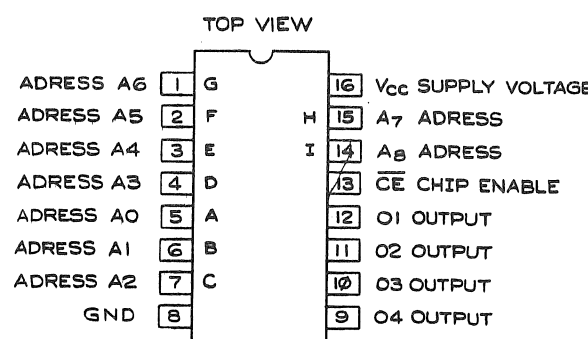 TOP VIEW
ADRESS A6 1 G 16 Vcc SUPPLY VOLTAGE
ADRESS A5 2 F H 15 A7 ADRESS
ADRESS A4 3 E I 14 A8 ADRESS
ADRESS A3 4 D 13 CE CHIP ENABLE
ADRESS A0 5 A 12 O1 OUTPUT
ADRESS A1 6 B 11 O2 OUTPUT
ADRESS A2 7 C 10 O3 OUTPUT
GND 8 9 O4 OUTPUT